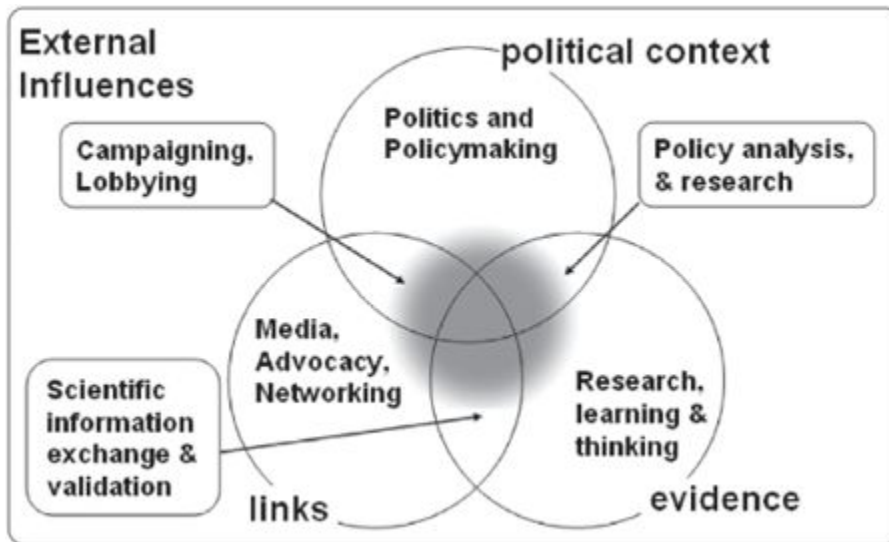 External
Influences
political context
Politics and
Policymaking
Campaigning,
Lobbying
Policy analysis,
& research
Media,
Advocacy,
Networking
Scientific
information
exchange &
validation
Research,
learning &
thinking
links
evidence